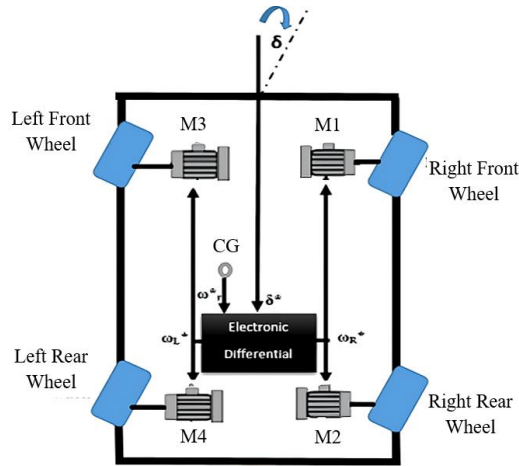 δ
Left Front
Wheel
M3
M1
Right Front
Wheel
CG
ω*r
δ*
Electronic
Differential
ωL*
ωR*
Left Rear
Wheel
Right Rear
Wheel
M4
M2